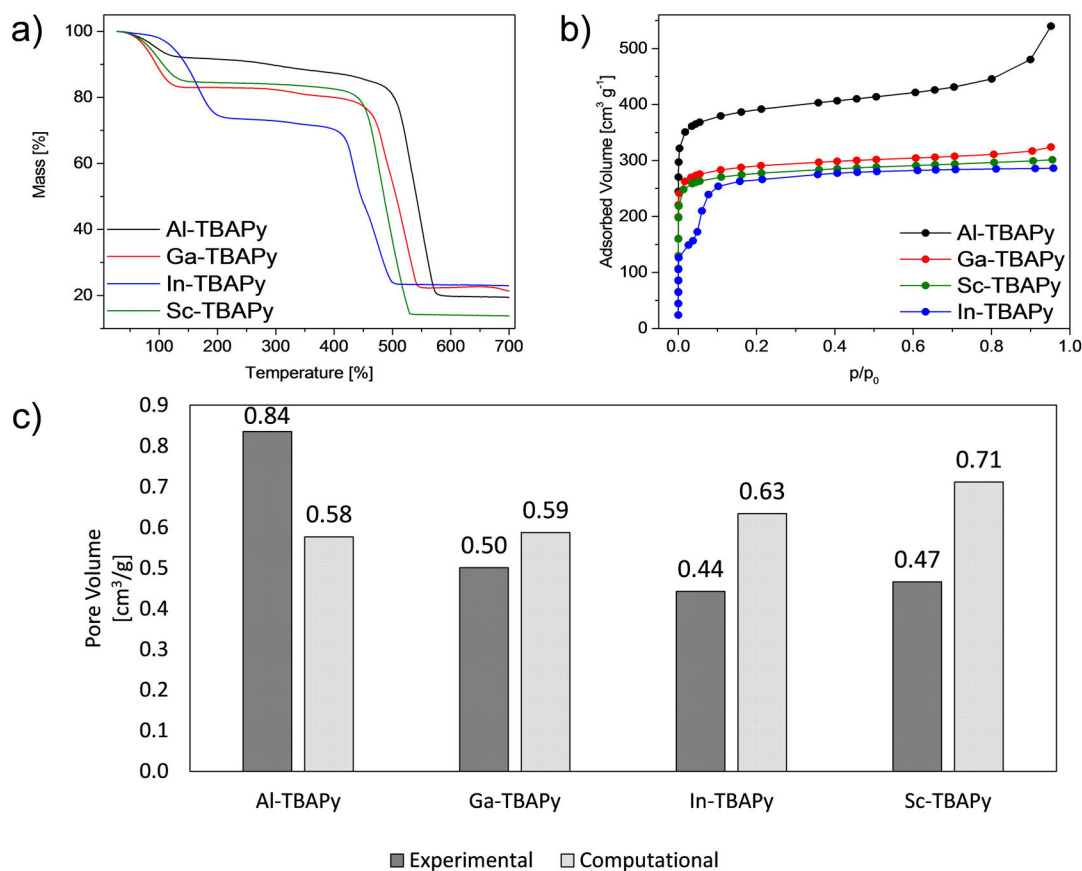 a)
100
80
60
40
20
Mass [%]
Al-TBAPy
Ga-TBAPy
In-TBAPy
Sc-TBAPy
100 200 300 400 500 600 700
Temperature [%]
b)
500
400
300
200
100
0
Adsorbed Volume [cm³ g⁻¹]
Al-TBAPy
Ga-TBAPy
Sc-TBAPy
In-TBAPy
0.0 0.2 0.4 0.6 0.8 1.0
p/p₀
c)
0.9
0.8
0.7
0.6
0.5
0.4
0.3
0.2
0.1
0.0
Pore Volume
[cm³/g]
0.84
0.58
0.50
0.59
0.44
0.63
0.47
0.71
Al-TBAPy Ga-TBAPy In-TBAPy Sc-TBAPy
Experimental Computational